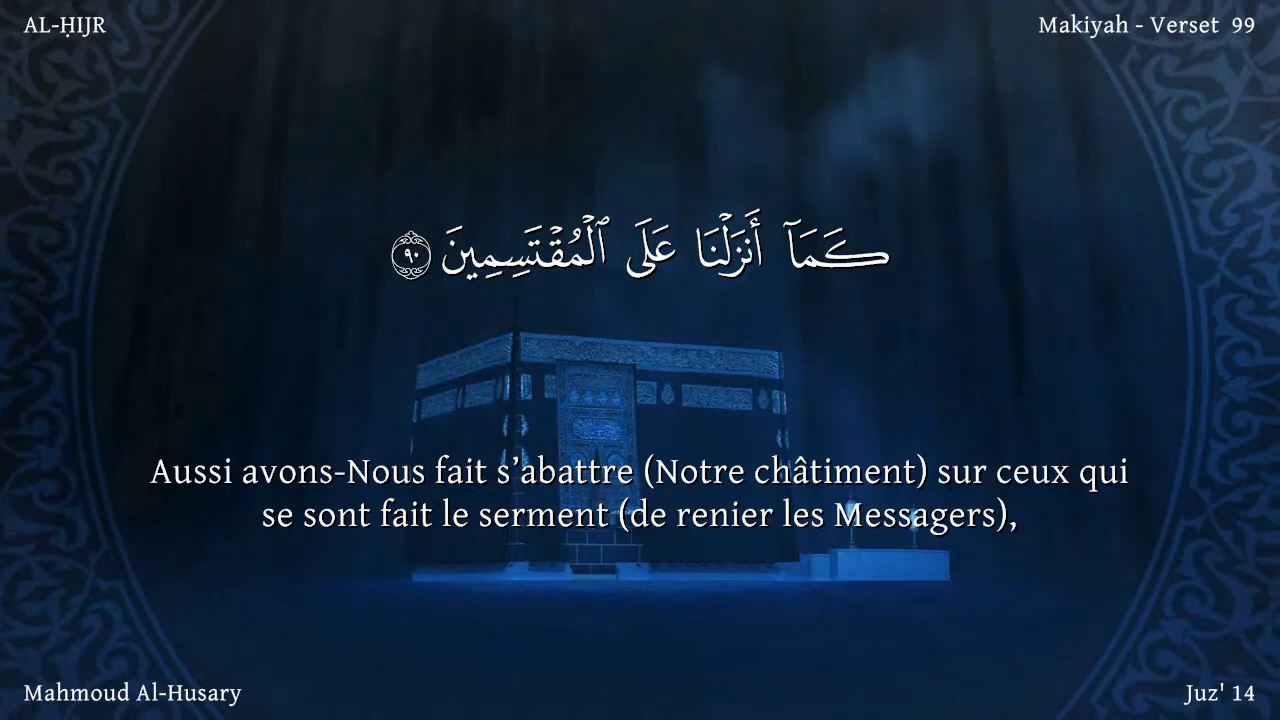 AL-ḤIJR
Makiyah - Verset 99
كَمَآ أَنزَلْنَا عَلَى ٱلْمُقْتَسِمِينَ ٩٠
Aussi avons-Nous fait s’abattre (Notre châtiment) sur ceux qui
se sont fait le serment (de renier les Messagers),
Mahmoud Al-Husary
Juz' 14